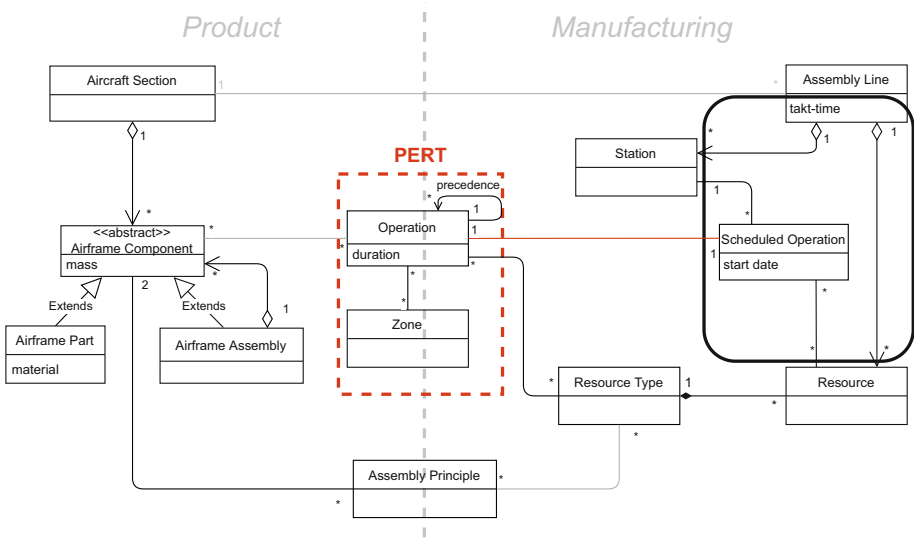 Product
Manufacturing
Aircraft Section
1
*
Assembly Line
takt-time
1
1
1
*
Station
*
1
*
PERT
precedence
*
1
Operation
duration
1
*
*
*
*
Zone
*
<<abstract>>
Airframe Component
mass
*
*
2
Extends
Extends
1
Airframe Part
material
Airframe Assembly
Scheduled Operation
start date
1
*
*
*
Resource Type
1
*
*
*
Resource
Assembly Principle
*
*